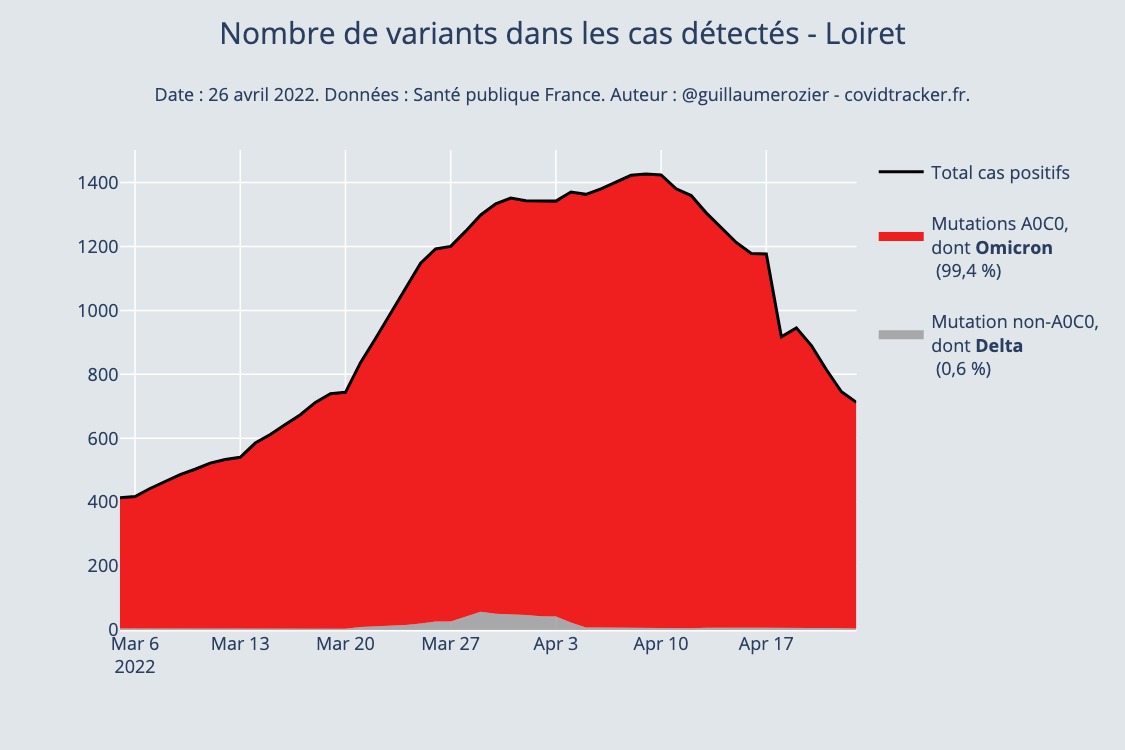 Nombre de variants dans les cas détectés - Loiret
Date : 26 avril 2022. Données : Santé publique France. Auteur : @guillaumerozier - covidtracker.fr.
1400
1200
1000
800
600
400
200
0
Mar 6
2022
Mar 13
Mar 20
Mar 27
Apr 3
Apr 10
Apr 17
Total cas positifs
Mutations A0C0,
dont Omicron
(99,4 %)
Mutation non-A0C0,
dont Delta
(0,6 %)